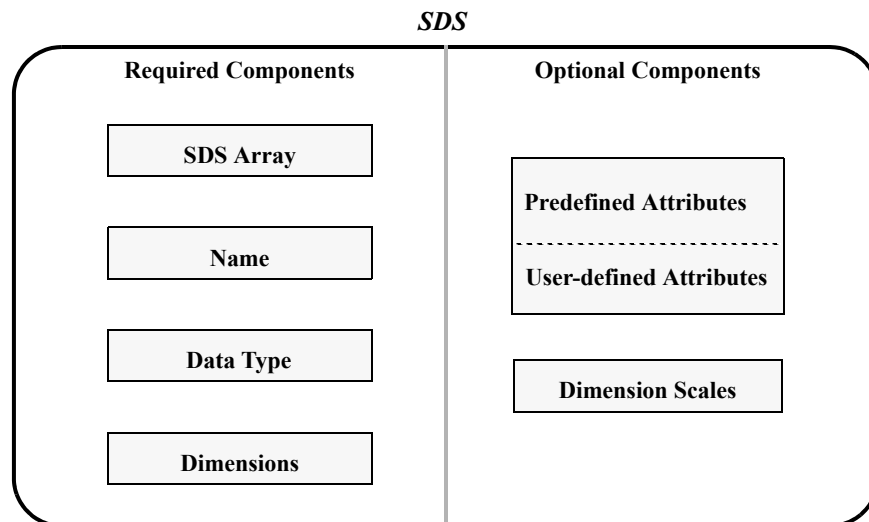 SDS
Required Components
SDS Array
Name
Data Type
Dimensions
Optional Components
Predefined Attributes
User-defined Attributes
Dimension Scales